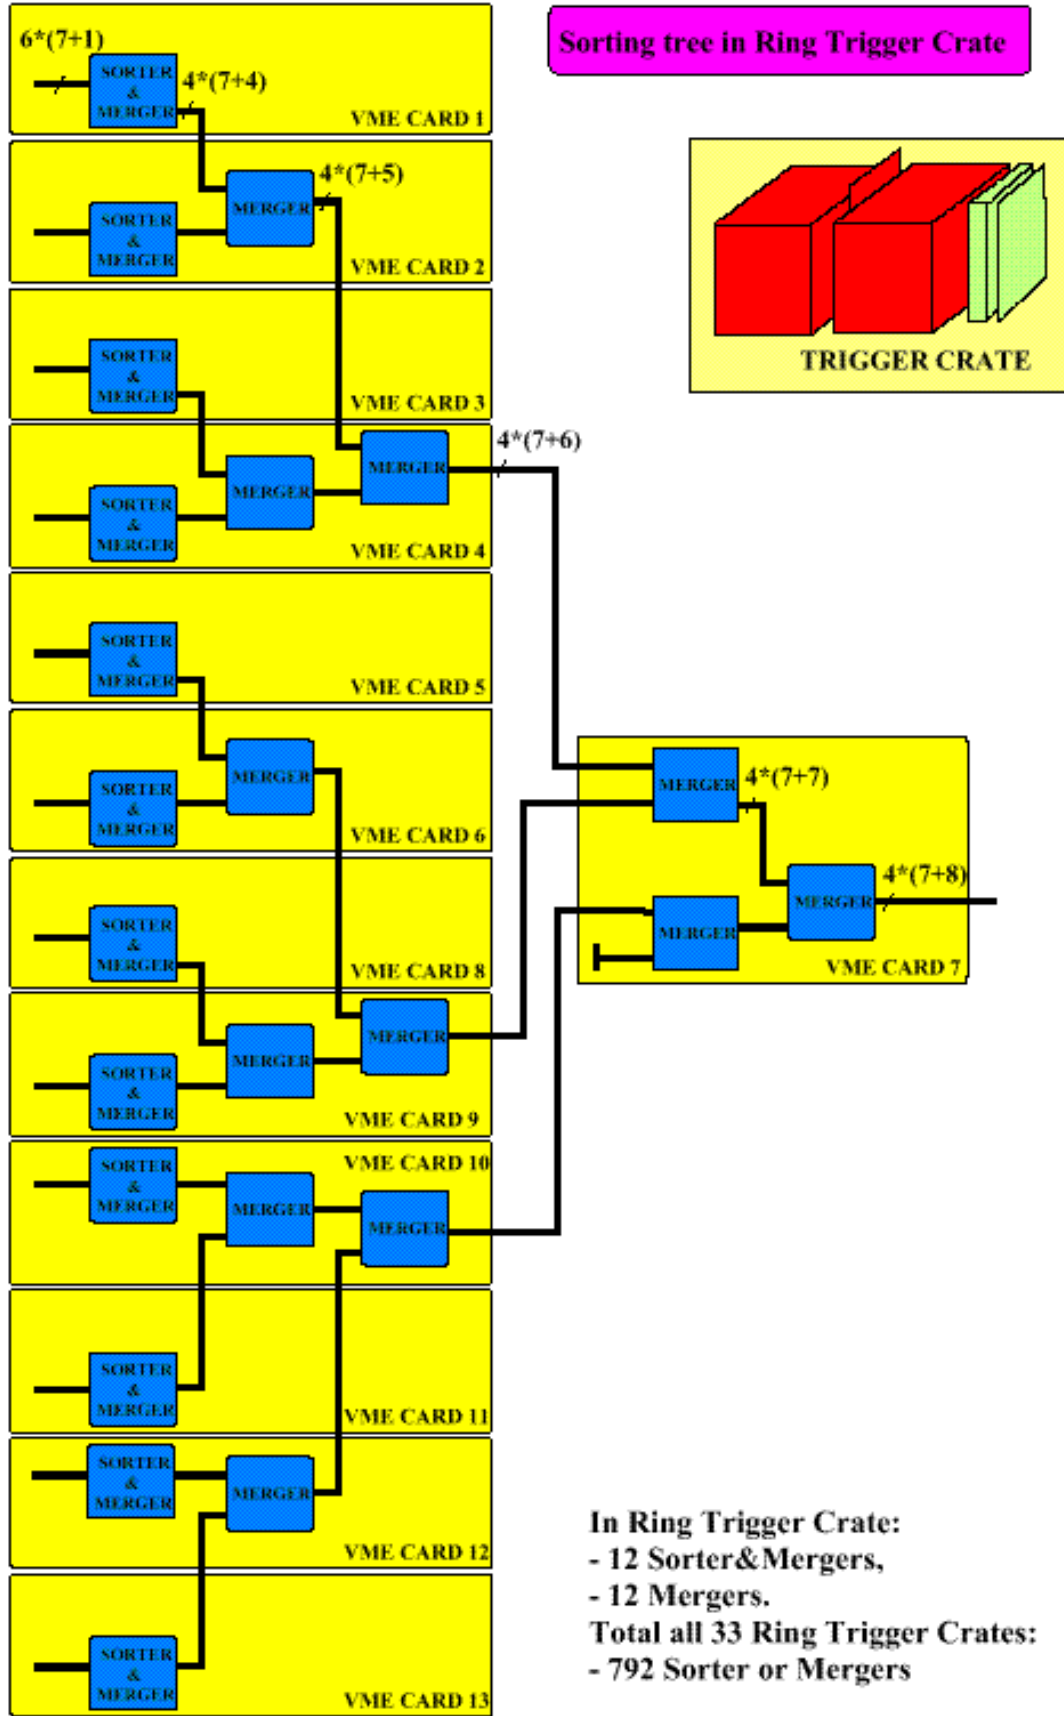 Sorting tree in Ring Trigger Crate
6*(7+1)
SORTER
&
MERGER
4*(7+4)
VME CARD 1
4*(7+5)
MERGER
SORTER
&
MERGER
VME CARD 2
SORTER
&
MERGER
VME CARD 3
4*(7+6)
MERGER
MERGER
SORTER
&
MERGER
VME CARD 4
SORTER
&
MERGER
VME CARD 5
MERGER
SORTER
&
MERGER
VME CARD 6
SORTER
&
MERGER
VME CARD 8
MERGER
MERGER
SORTER
&
MERGER
VME CARD 9
VME CARD 10
SORTER
&
MERGER
MERGER
MERGER
SORTER
&
MERGER
VME CARD 11
SORTER
&
MERGER
MERGER
VME CARD 12
SORTER
&
MERGER
VME CARD 13
TRIGGER CRATE
MERGER
4*(7+7)
4*(7+8)
MERGER
MERGER
VME CARD 7
In Ring Trigger Crate:
- 12 Sorter&Mergers,
- 12 Mergers.
Total all 33 Ring Trigger Crates:
- 792 Sorter or Mergers